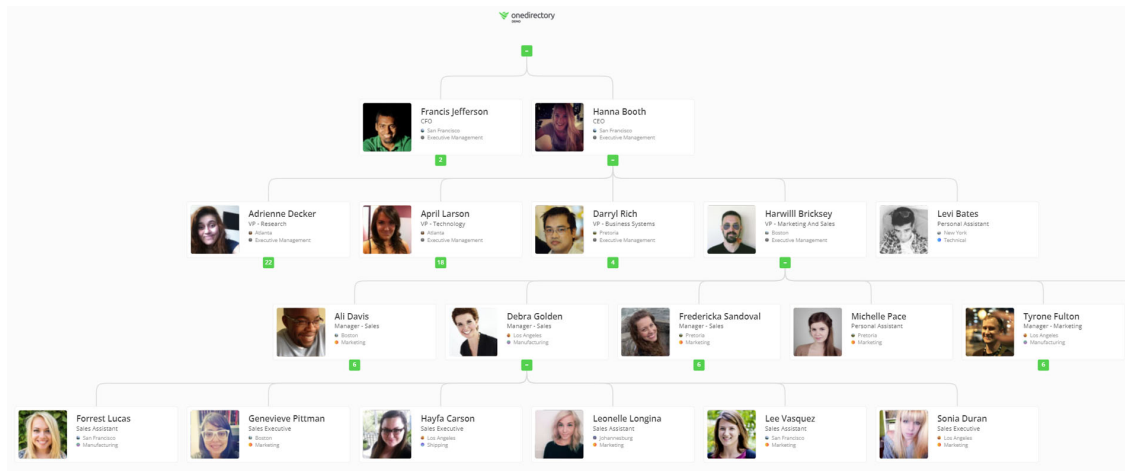 onedirectory
DEMO
-
Francis Jefferson
CFO
San Francisco
Executive Management
2
Hanna Booth
CEO
San Francisco
Executive Management
-
Adrienne Decker
VP - Research
Atlanta
Executive Management
22
April Larson
VP - Technology
Atlanta
Executive Management
16
Darryl Rich
VP - Business Systems
Pretoria
Executive Management
4
Harwilll Bricksey
VP - Marketing And Sales
Boston
Executive Management
-
Levi Bates
Personal Assistant
New York
Technical
Ali Davis
Manager - Sales
Boston
Marketing
6
Debra Golden
Manager - Sales
Los Angeles
Manufacturing
-
Fredericka Sandoval
Manager - Sales
Pretoria
Marketing
6
Michelle Pace
Personal Assistant
Pretoria
Marketing
Tyrone Fulton
Manager - Marketing
Los Angeles
Manufacturing
6
Forrest Lucas
Sales Assistant
San Francisco
Manufacturing
Genevieve Pittman
Sales Executive
Boston
Marketing
Hayfa Carson
Sales Executive
Los Angeles
Shipping
Leonelle Longina
Sales Assistant
Johannesburg
Marketing
Lee Vasquez
Sales Assistant
San Francisco
Marketing
Sonia Duran
Sales Executive
Los Angeles
Marketing